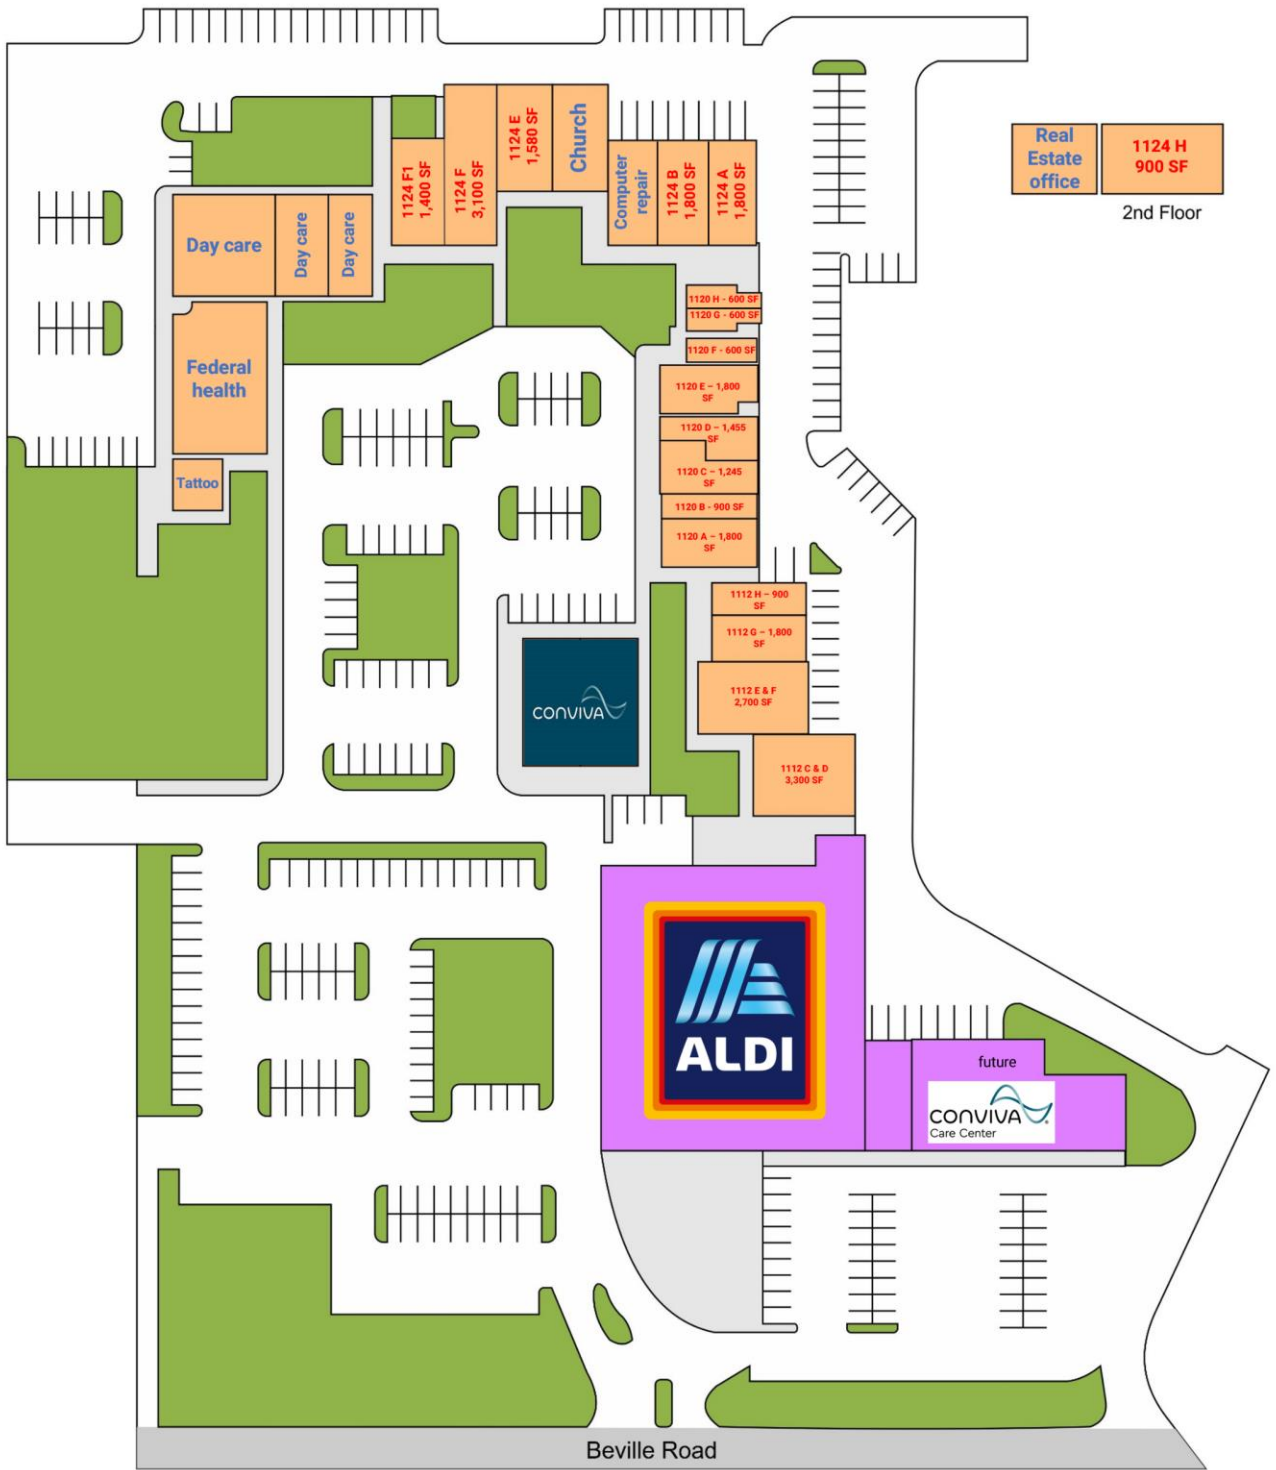 1124 F1
1,400 SF
1124 F
3,100 SF
1124 E
1,580 SF
Church
Computer
repair
1124 B
1,800 SF
1124 A
1,800 SF
Real
Estate
office
1124 H
900 SF
2nd Floor
Day care
Day care
Day care
Federal
health
Tattoo
1120 H - 600 SF
1120 G - 600 SF
1120 F - 600 SF
1120 E – 1,800
SF
1120 D – 1,455
SF
1120 C – 1,245
SF
1120 B - 900 SF
1120 A – 1,800
SF
1112 H – 900
SF
1112 G – 1,800
SF
1112 E & F
2,700 SF
1112 C & D
3,300 SF
CONVIVA
ALDI
future
CONVIVA
Care Center
Beville Road